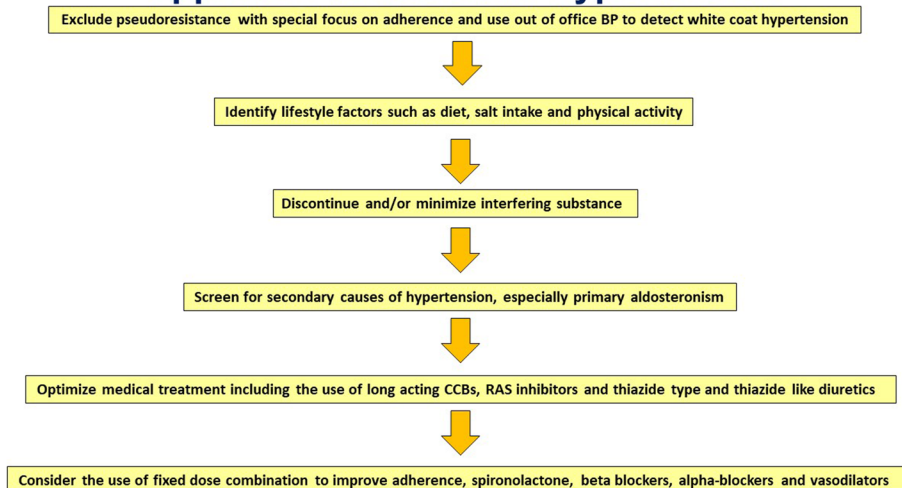 Exclude pseudoresistance with special focus on adherence and use out of office BP to detect white coat hypertension
Identify lifestyle factors such as diet, salt intake and physical activity
Discontinue and/or minimize interfering substance
Screen for secondary causes of hypertension, especially primary aldosteronism
Optimize medical treatment including the use of long acting CCBs, RAS inhibitors and thiazide type and thiazide like diuretics
Consider the use of fixed dose combination to improve adherence, spironolactone, beta blockers, alpha-blockers and vasodilators